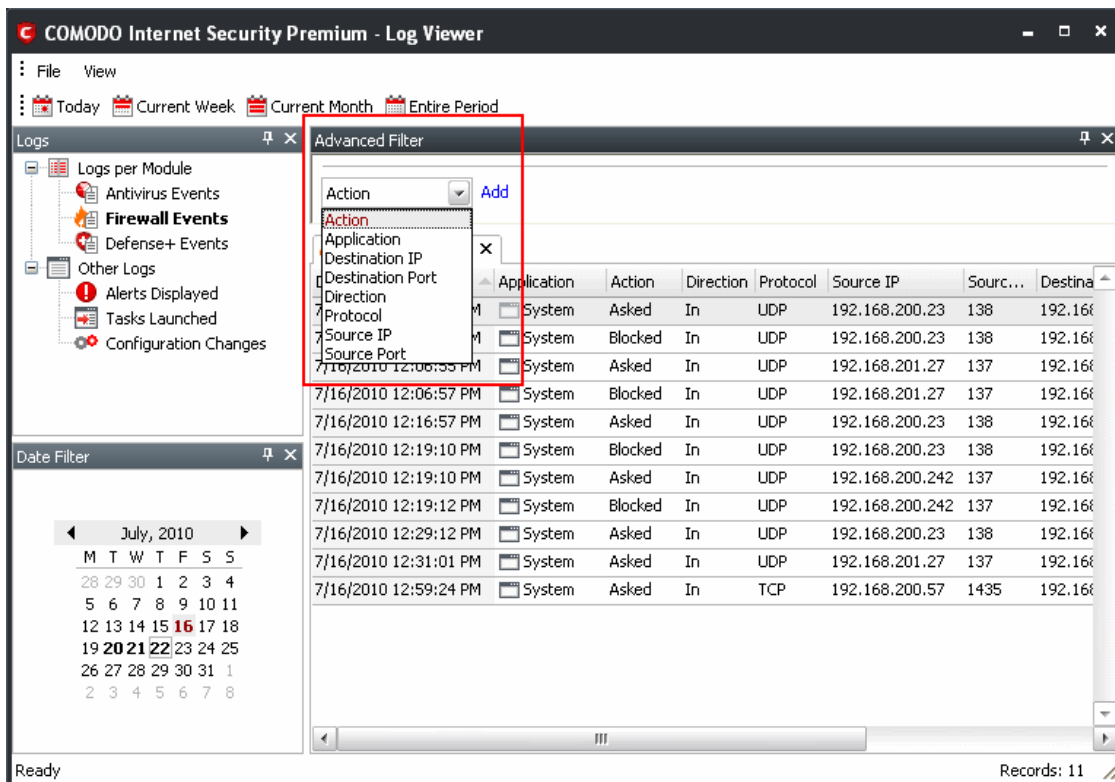 COMODO Internet Security Premium - Log Viewer
File View
Today Current Week Current Month Entire Period
Logs
Logs per Module
Antivirus Events
Firewall Events
Defense+ Events
Other Logs
Alerts Displayed
Tasks Launched
Configuration Changes
Date Filter
July, 2010
M T W T F S S
28 29 30 1 2 3 4
5 6 7 8 9 10 11
12 13 14 15 16 17 18
19 20 21 22 23 24 25
26 27 28 29 30 31 1
2 3 4 5 6 7 8
Advanced Filter
Action Add
Action
Application
Destination IP
Destination Port
Direction
Protocol
Source IP
Source Port
Application Action Direction Protocol Source IP Sourc... Destina
System Asked In UDP 192.168.200.23 138 192.168
System Blocked In UDP 192.168.200.23 138 192.168
7/16/2010 12:06:55 PM System Asked In UDP 192.168.201.27 137 192.168
7/16/2010 12:06:57 PM System Blocked In UDP 192.168.201.27 137 192.168
7/16/2010 12:16:57 PM System Asked In UDP 192.168.200.23 138 192.168
7/16/2010 12:19:10 PM System Blocked In UDP 192.168.200.23 138 192.168
7/16/2010 12:19:10 PM System Asked In UDP 192.168.200.242 137 192.168
7/16/2010 12:19:12 PM System Blocked In UDP 192.168.200.242 137 192.168
7/16/2010 12:29:12 PM System Asked In UDP 192.168.200.23 138 192.168
7/16/2010 12:31:01 PM System Asked In UDP 192.168.201.27 137 192.168
7/16/2010 12:59:24 PM System Asked In TCP 192.168.200.57 1435 192.168
Ready Records: 11